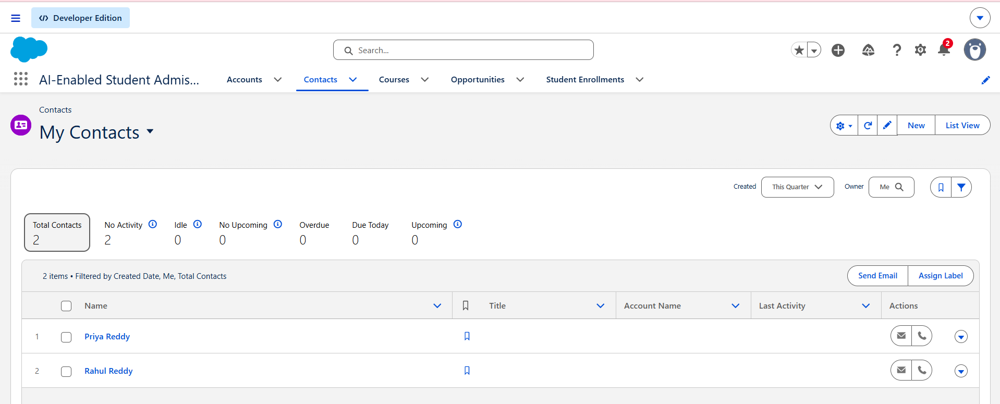 Developer Edition
Search...
2
AI-Enabled Student Admis...
Accounts
Contacts
Courses
Opportunities
Student Enrollments
Contacts
My Contacts
New
List View
Created
This Quarter
Owner
Me
Total Contacts
2
No Activity
2
Idle
0
No Upcoming
0
Overdue
0
Due Today
0
Upcoming
0
2 items • Filtered by Created Date, Me, Total Contacts
Send Email
Assign Label
Name
Title
Account Name
Last Activity
Actions
1
Priya Reddy
2
Rahul Reddy